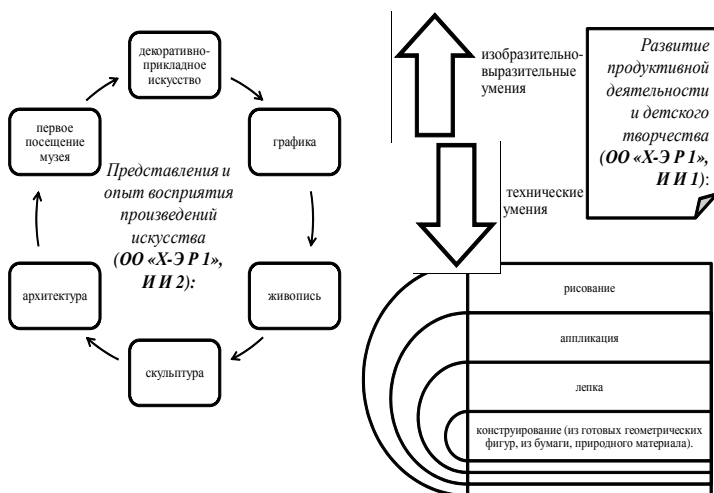 декоративно-
прикладное
искусство
графика
живопись
скульптура
архитектура
первое
посещение
музея
Представления и
опыт восприятия
произведений
искусства
(ОО «Х-Э Р 1»,
И И 2):
изобразительно-
выразительные
умения
технические
умения
Развитие
продуктивной
деятельности
и детского
творчества
(ОО «Х-Э Р 1»,
И И 1):
рисование
аппликация
лепка
конструирование (из готовых геометрических
фигур, из бумаги, природного материала).